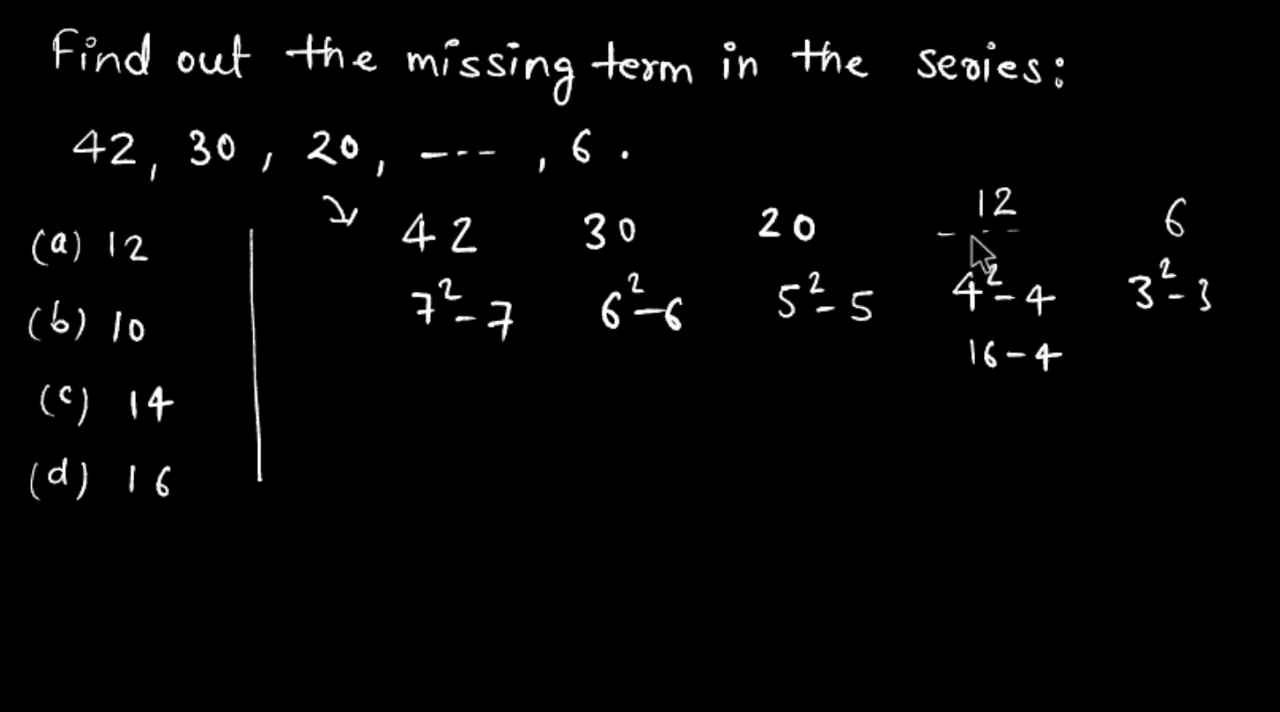 Find out the missing term in the series:
42, 30, 20, ---, 6.
(a) 12
(b) 10
(c) 14
(d) 16
42 30 20 12 6
7²-7 6²-6 5²-5 4²-4 3²-3
16-4